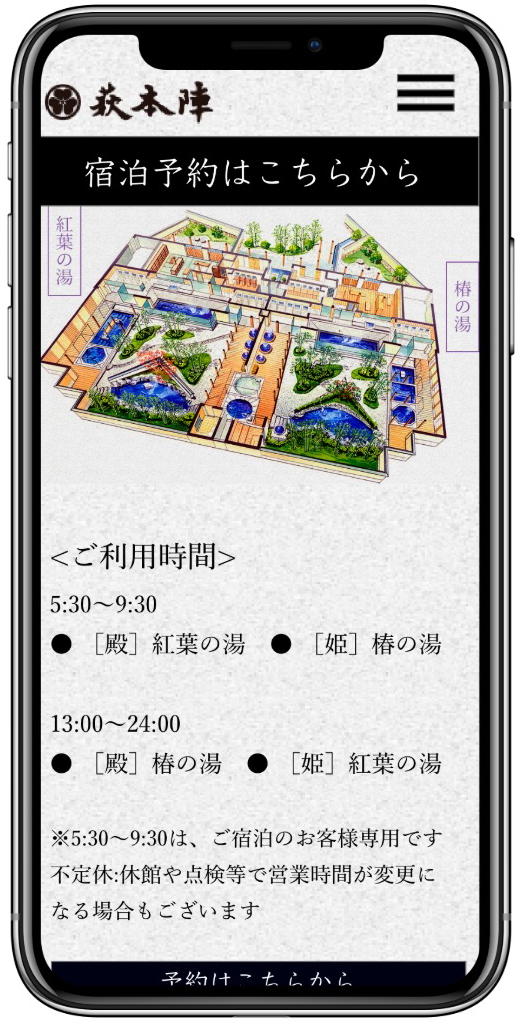 萩本陣
宿泊予約はこちらから
紅葉の湯
椿の湯
<ご利用時間>
5:30〜9:30
● ［殿］紅葉の湯 ● ［姫］椿の湯
13:00〜24:00
● ［殿］椿の湯 ● ［姫］紅葉の湯
※5:30〜9:30は、ご宿泊のお客様専用です
不定休:休館や点検等で営業時間が変更に
なる場合もございます
予約はこちらから